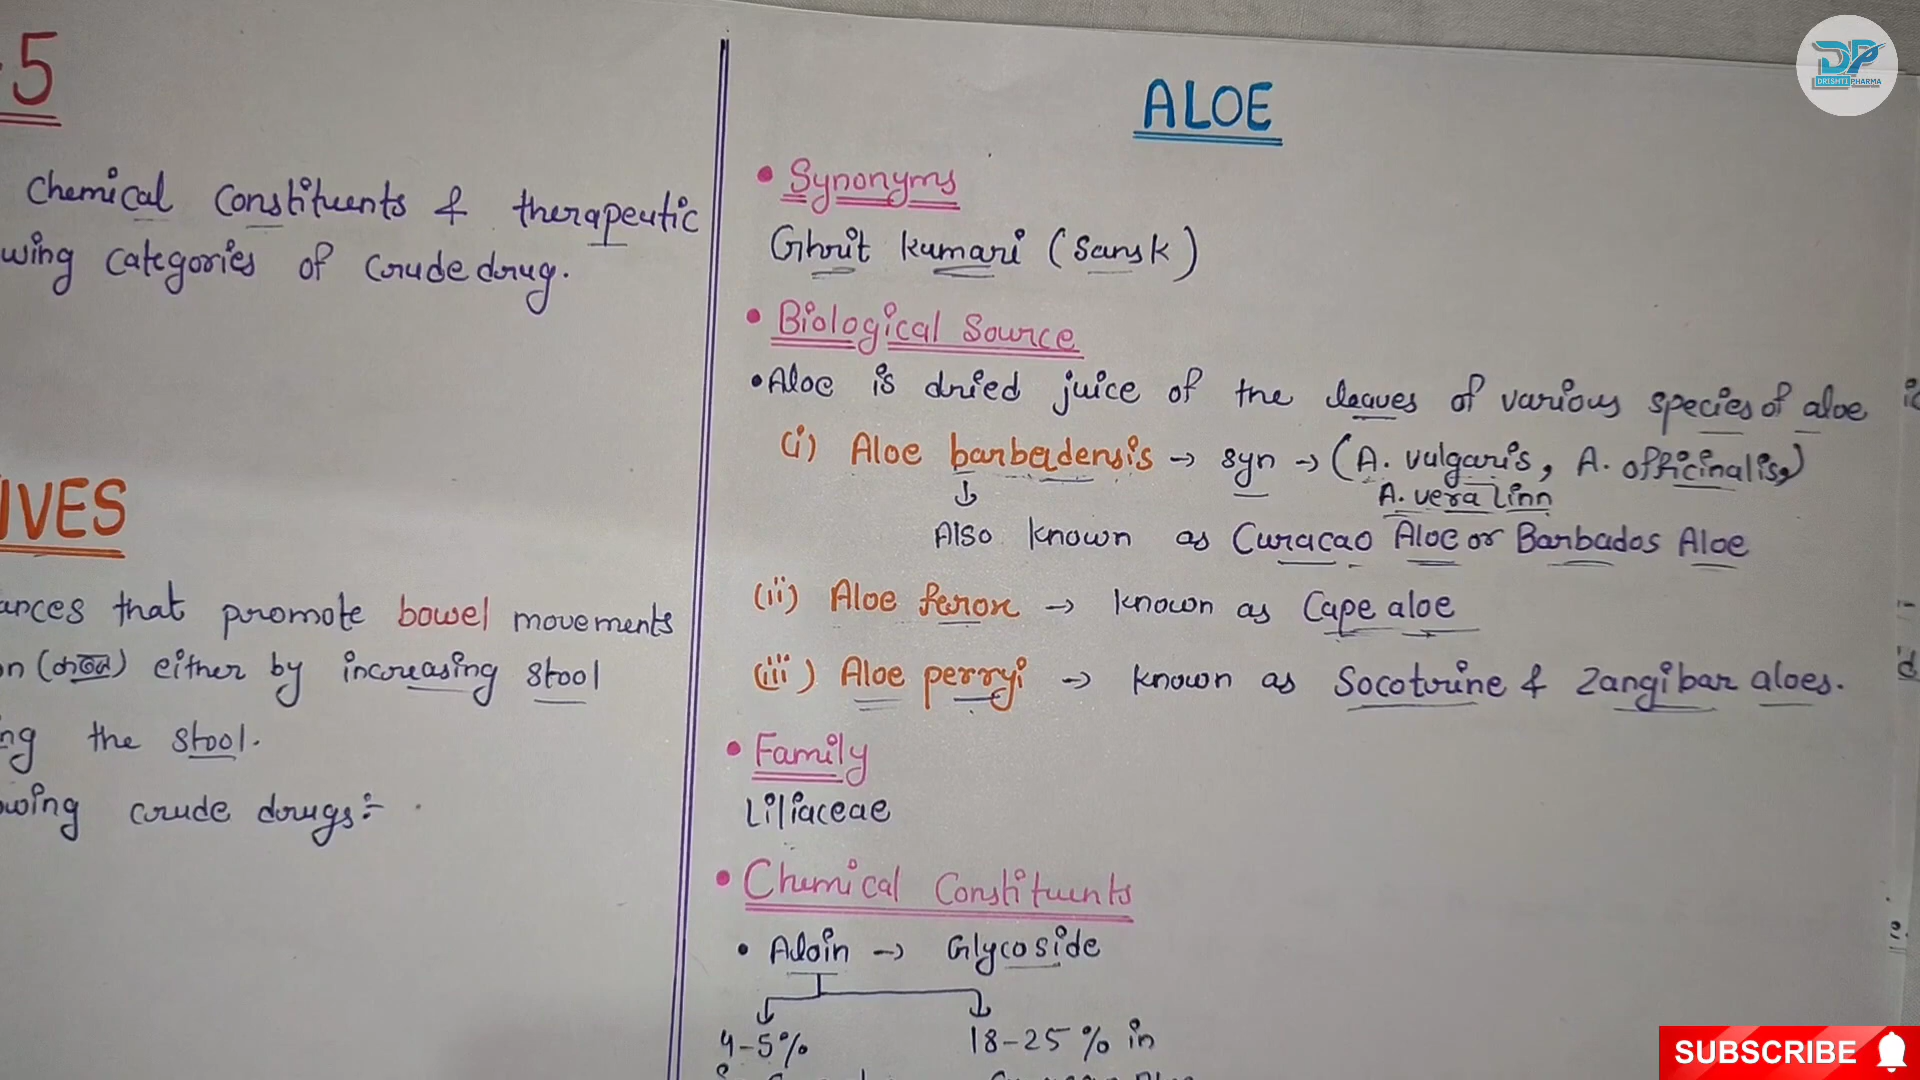 5
Chemical Constituents & therapeutic
wing categories of crude drug.
IVES
ances that promote bowel movements
n (कब्ज) either by increasing stool
ng the stool.
owing crude drugs:-
ALOE
• Synonyms
Ghrit kumari (Sansk)
• Biological Source
• Aloe is dried juice of the leaves of various species of aloe
(i) Aloe barbadensis → syn → (A. vulgaris, A. officinalis,)
A. vera linn
Also known as Curacao Aloe or Barbados Aloe
(ii) Aloe ferox → known as Cape aloe
(iii) Aloe perryi → known as Socotrine & Zangibar aloes.
• Family
Liliaceae
• Chemical Constituents
• Aloin → Glycoside
4-5% 18-25% in
DP
DRISHTI PHARMA
SUBSCRIBE